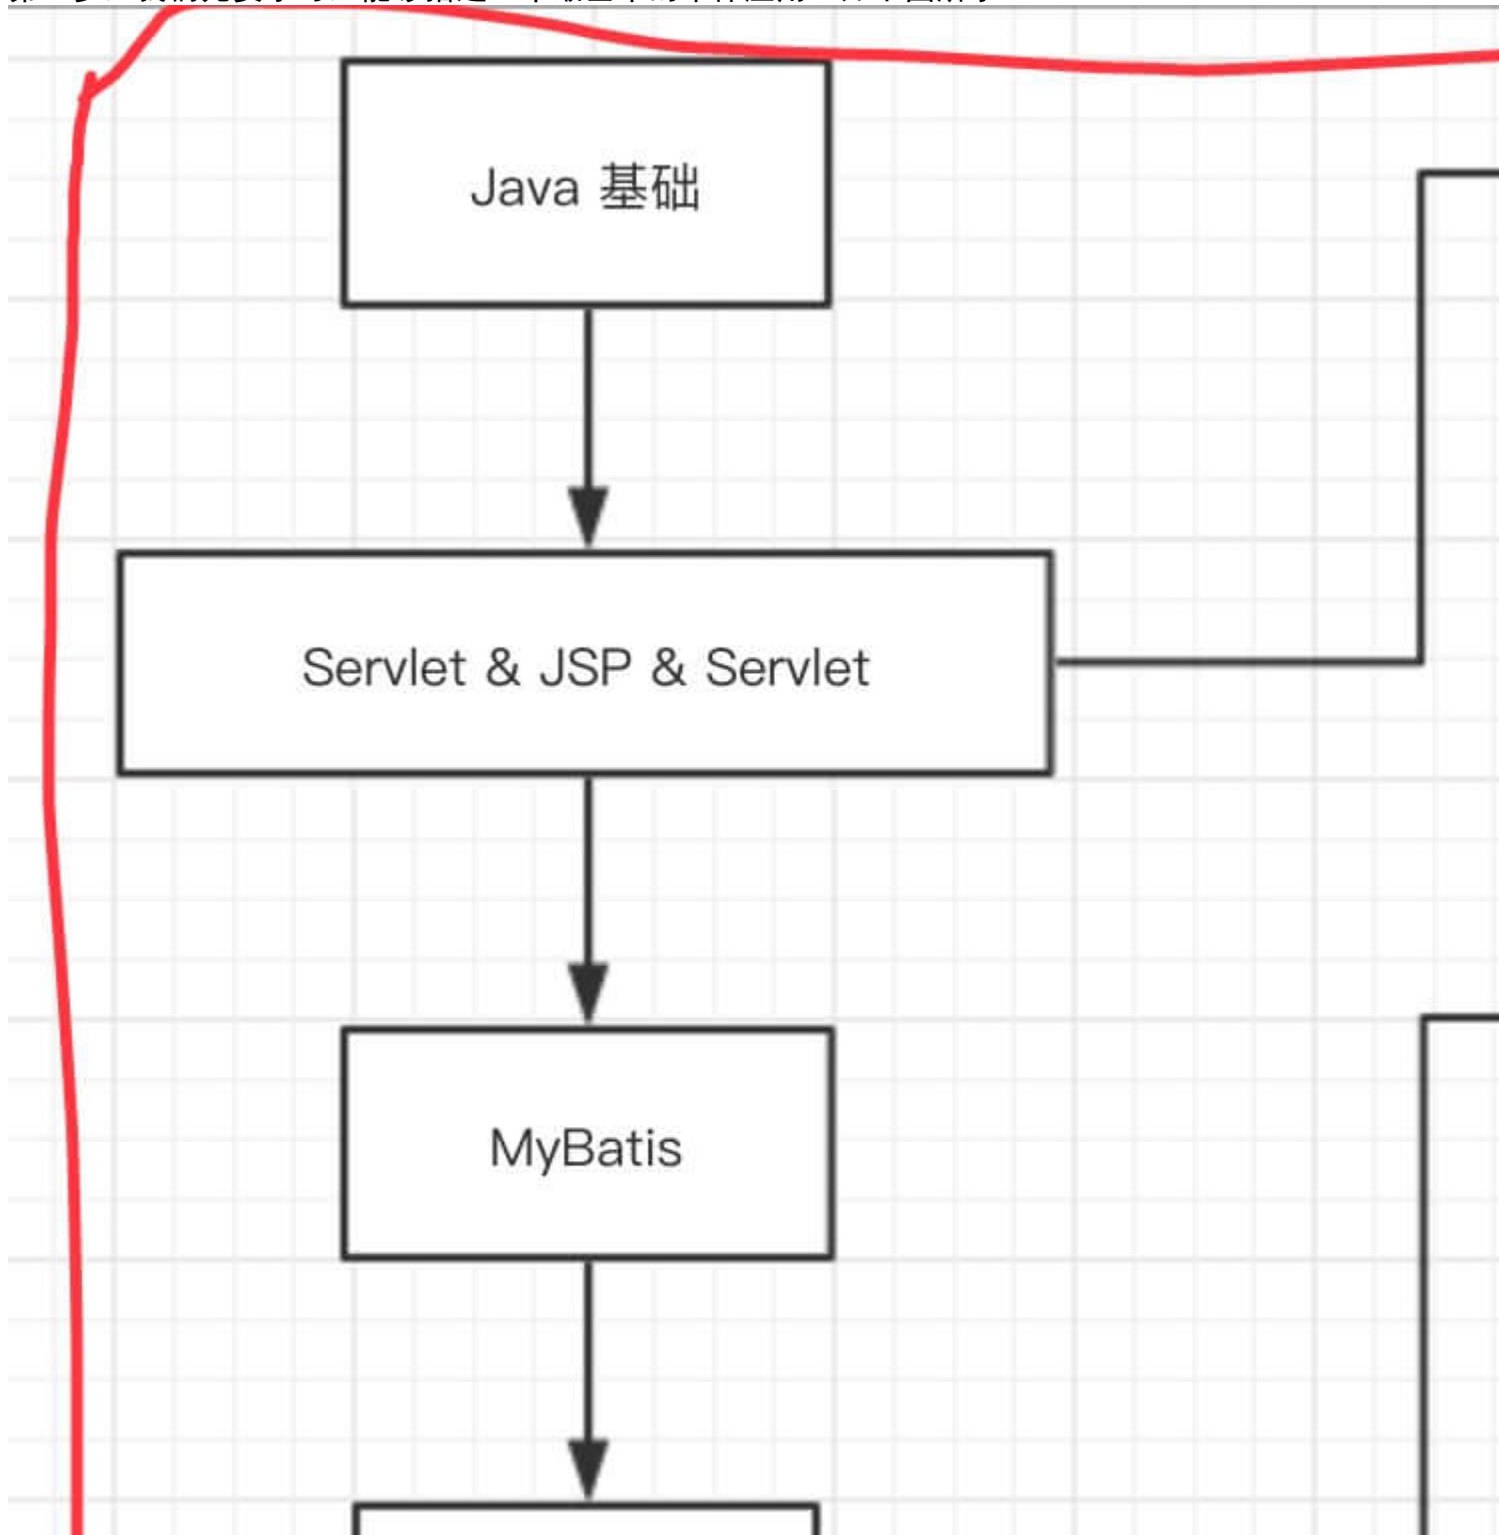 Java 基础
Servlet & JSP & Servlet
MyBatis